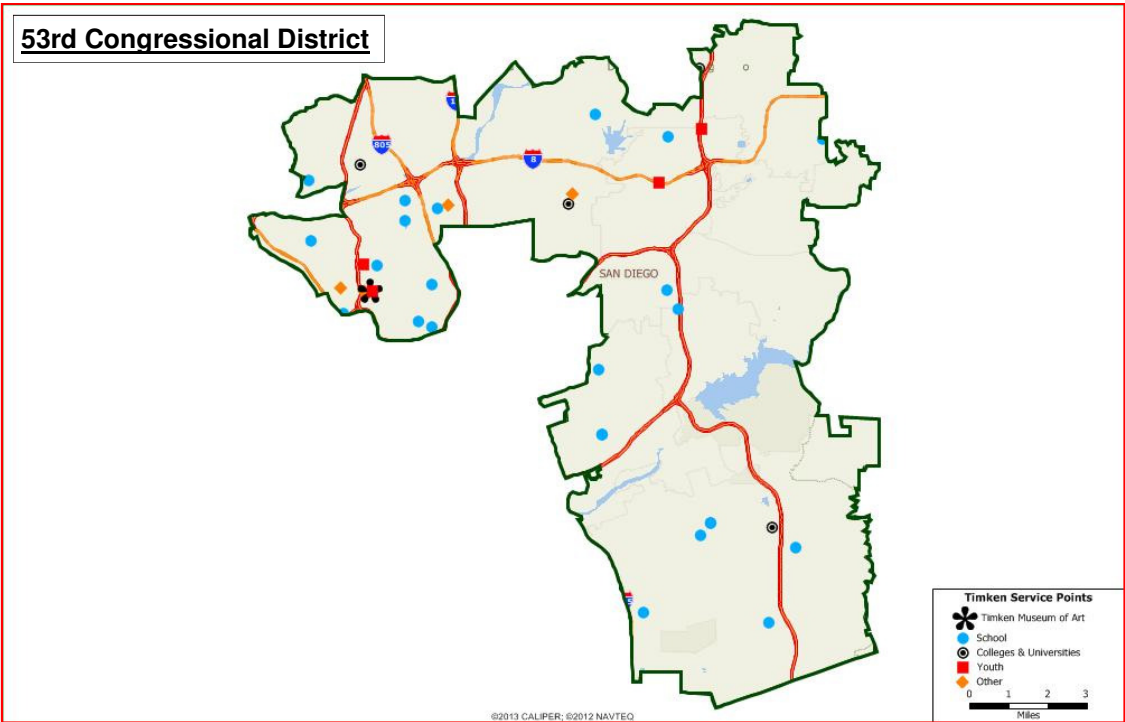 53rd Congressional District
805
8
SAN DIEGO
Timken Service Points
Timken Museum of Art
School
Colleges & Universities
Youth
Other
0 1 2 3
Miles
©2013 CALIPER; ©2012 NAVTEQ